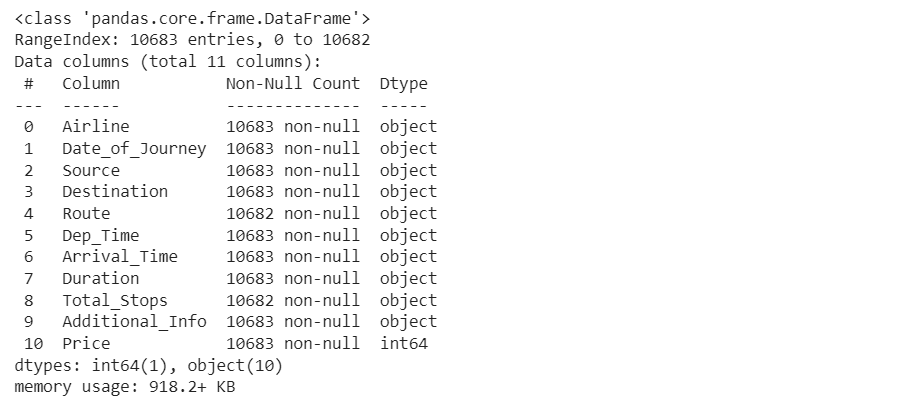 <class 'pandas.core.frame.DataFrame'>
RangeIndex: 10683 entries, 0 to 10682
Data columns (total 11 columns):
 #   Column           Non-Null Count  Dtype
---  ------           --------------  -----
 0   Airline          10683 non-null  object
 1   Date_of_Journey  10683 non-null  object
 2   Source           10683 non-null  object
 3   Destination      10683 non-null  object
 4   Route            10682 non-null  object
 5   Dep_Time         10683 non-null  object
 6   Arrival_Time     10683 non-null  object
 7   Duration         10683 non-null  object
 8   Total_Stops      10682 non-null  object
 9   Additional_Info  10683 non-null  object
 10  Price            10683 non-null  int64
dtypes: int64(1), object(10)
memory usage: 918.2+ KB